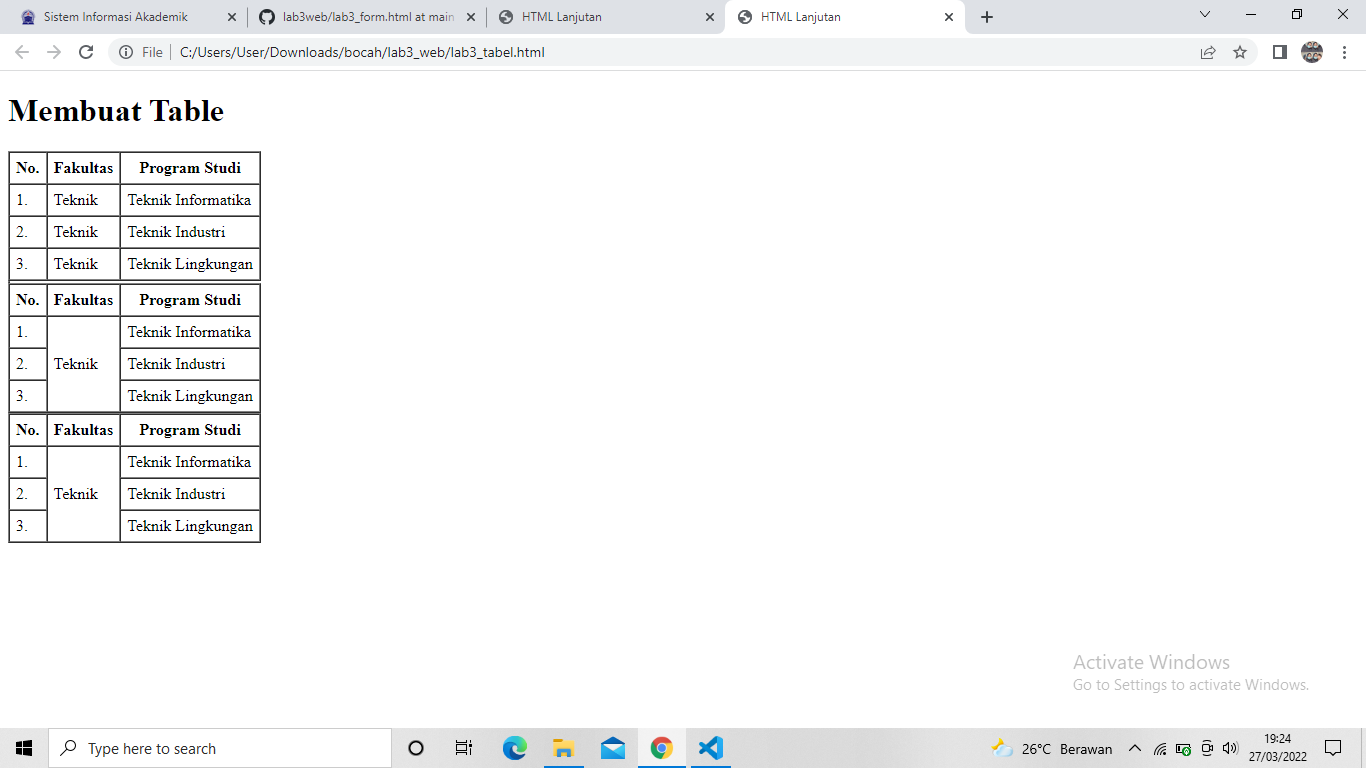 Sistem Informasi Akademik
lab3web/lab3_form.html at main
HTML Lanjutan
HTML Lanjutan
File
C:/Users/User/Downloads/bocah/lab3_web/lab3_tabel.html
Membuat Table
No. Fakultas Program Studi
1. Teknik Teknik Informatika
2. Teknik Teknik Industri
3. Teknik Teknik Lingkungan
No. Fakultas Program Studi
1. Teknik Informatika
2. Teknik Teknik Industri
3. Teknik Lingkungan
No. Fakultas Program Studi
1. Teknik Informatika
2. Teknik Teknik Industri
3. Teknik Lingkungan
Activate Windows
Go to Settings to activate Windows.
Type here to search
26°C Berawan
19:24
27/03/2022